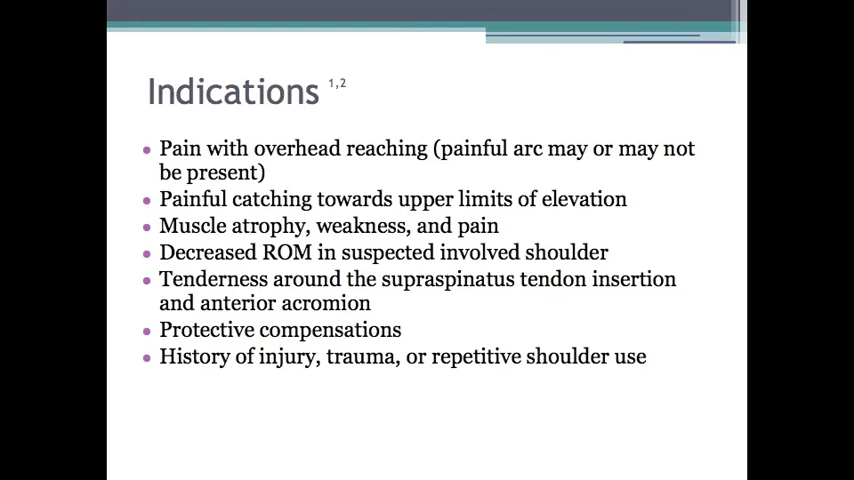 Indications 1,2
• Pain with overhead reaching (painful arc may or may not
be present)
• Painful catching towards upper limits of elevation
• Muscle atrophy, weakness, and pain
• Decreased ROM in suspected involved shoulder
• Tenderness around the supraspinatus tendon insertion
and anterior acromion
• Protective compensations
• History of injury, trauma, or repetitive shoulder use